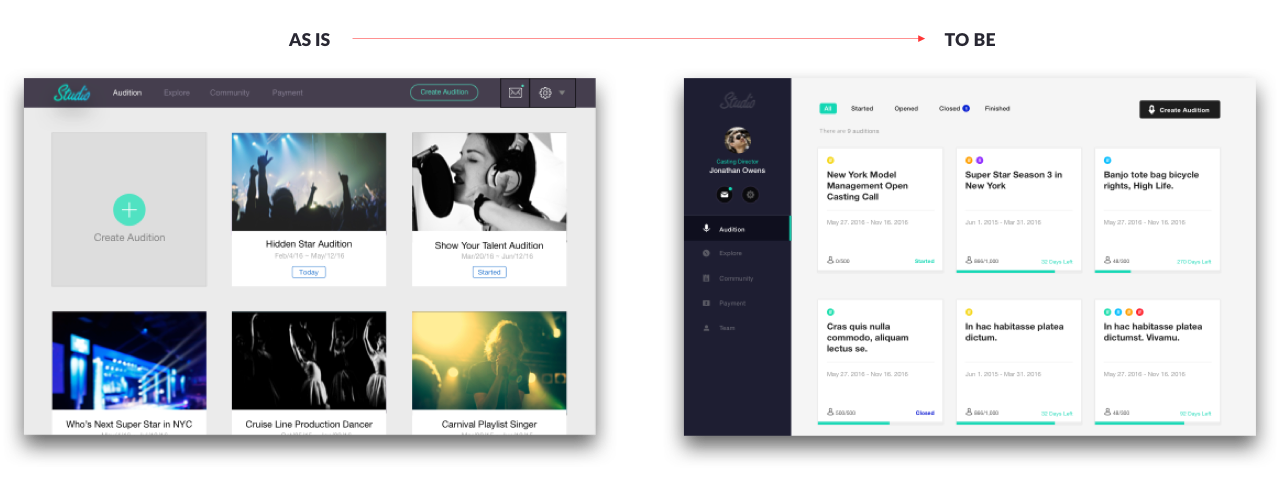 AS IS
TO BE
Studio
Audition
Explore
Community
Payment
Create Audition
Create Audition
Hidden Star Audition
Feb/4/16 ~ May/12/16
Today
Show Your Talent Audition
Mar/20/16 ~ Jun/12/16
Started
Who's Next Super Star in NYC
Cruise Line Production Dancer
Carnival Playlist Singer
Studio
Casting Director
Jonathan Owens
Audition
Explore
Community
Payment
Team
All
Started
Opened
Closed
Finished
Create Audition
There are 9 auditions
New York Model
Management Open
Casting Call
May 27. 2016 - Nov 16. 2016
0/500
Started
Super Star Season 3 in
New York
Jun 1. 2015 - Mar 31. 2016
886/1,000
32 Days Left
Banjo tote bag bicycle
rights, High Life.
May 27. 2016 - Nov 16. 2016
48/300
270 Days Left
Cras quis nulla
commodo, aliquam
lectus se.
May 27. 2016 - Nov 16. 2016
500/500
Closed
In hac habitasse platea
dictum.
Jun 1. 2015 - Mar 31. 2016
886/1,000
32 Days Left
In hac habitasse platea
dictumst. Vivamu.
May 27. 2016 - Nov 16. 2016
48/300
92 Days Left